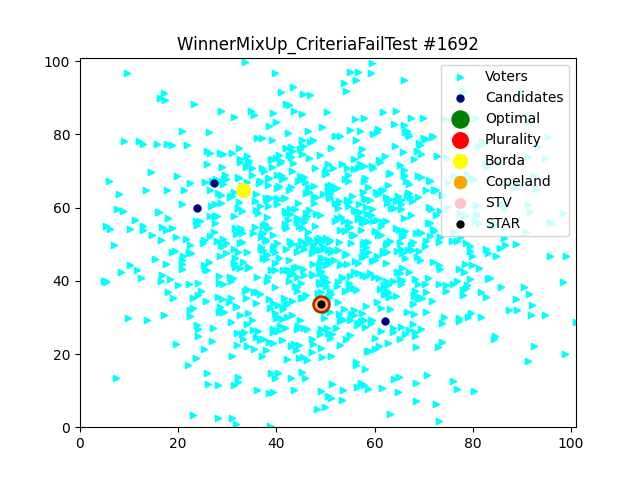 WinnerMixUp_CriteriaFailTest #1692
100
80
60
40
20
0
0
20
40
60
80
100
Voters
Candidates
Optimal
Plurality
Borda
Copeland
STV
STAR